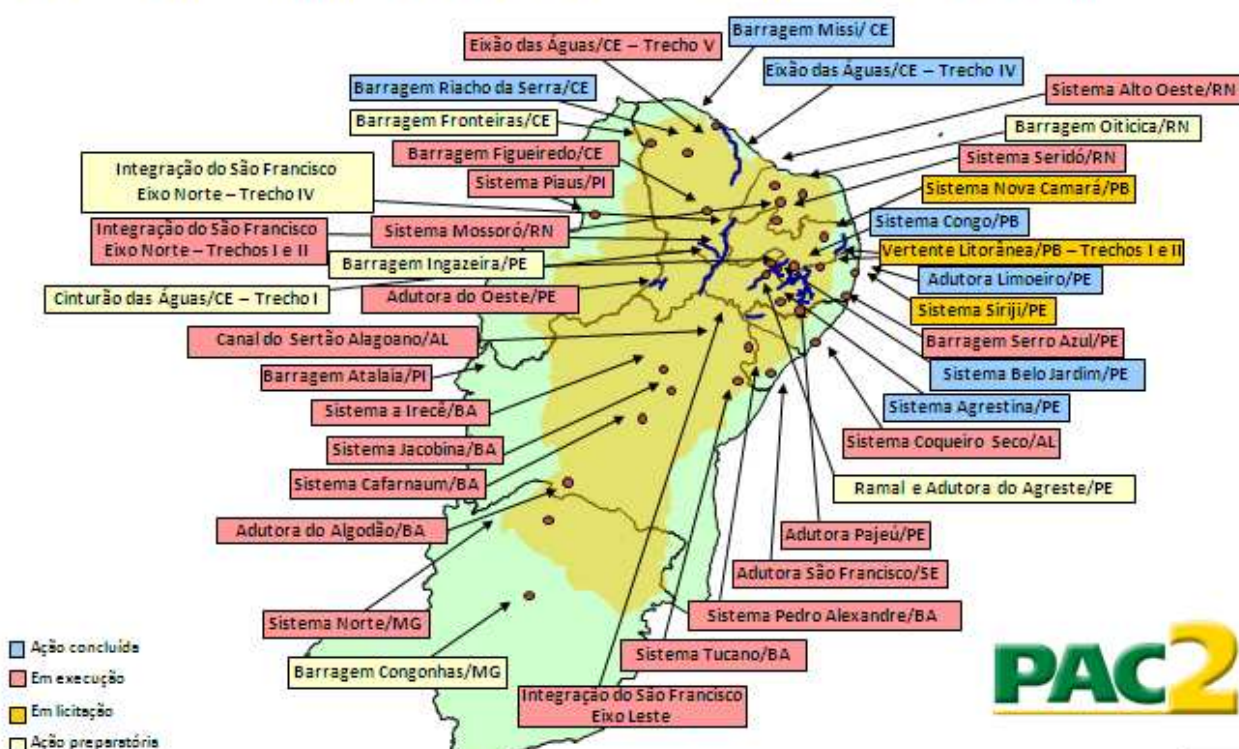 Barragem Missi/ CE
Eixão das Águas/CE – Trecho V
Eixão das Águas/CE – Trecho IV
Barragem Riacho da Serra/CE
Sistema Alto Oeste/RN
Barragem Fronteiras/CE
Barragem Oiticica/RN
Barragem Figueiredo/CE
Sistema Seridó/RN
Integração do São Francisco
Eixo Norte – Trecho IV
Sistema Piaus/PI
Sistema Nova Camará/PB
Integração do São Francisco
Eixo Norte – Trechos I e II
Sistema Mossoró/RN
Sistema Congo/PB
Vertente Litorânea/PB – Trechos I e II
Barragem Ingazeira/PE
Adutora Limoeiro/PE
Cinturão das Águas/CE – Trecho I
Adutora do Oeste/PE
Sistema Siriji/PE
Canal do Sertão Alagoano/AL
Barragem Serro Azul/PE
Barragem Atalaia/PI
Sistema Belo Jardim/PE
Sistema a Irecê/BA
Sistema Agrestina/PE
Sistema Jacobina/BA
Sistema Coqueiro Seco/AL
Sistema Cafarnaum/BA
Ramal e Adutora do Agreste/PE
Adutora do Algodão/BA
Adutora Pajeú/PE
Adutora São Francisco/SE
Sistema Pedro Alexandre/BA
Sistema Norte/MG
Sistema Tucano/BA
Barragem Congonhas/MG
Integração do São Francisco
Eixo Leste
Ação concluída
Em execução
Em licitação
Ação preparatória
PAC2